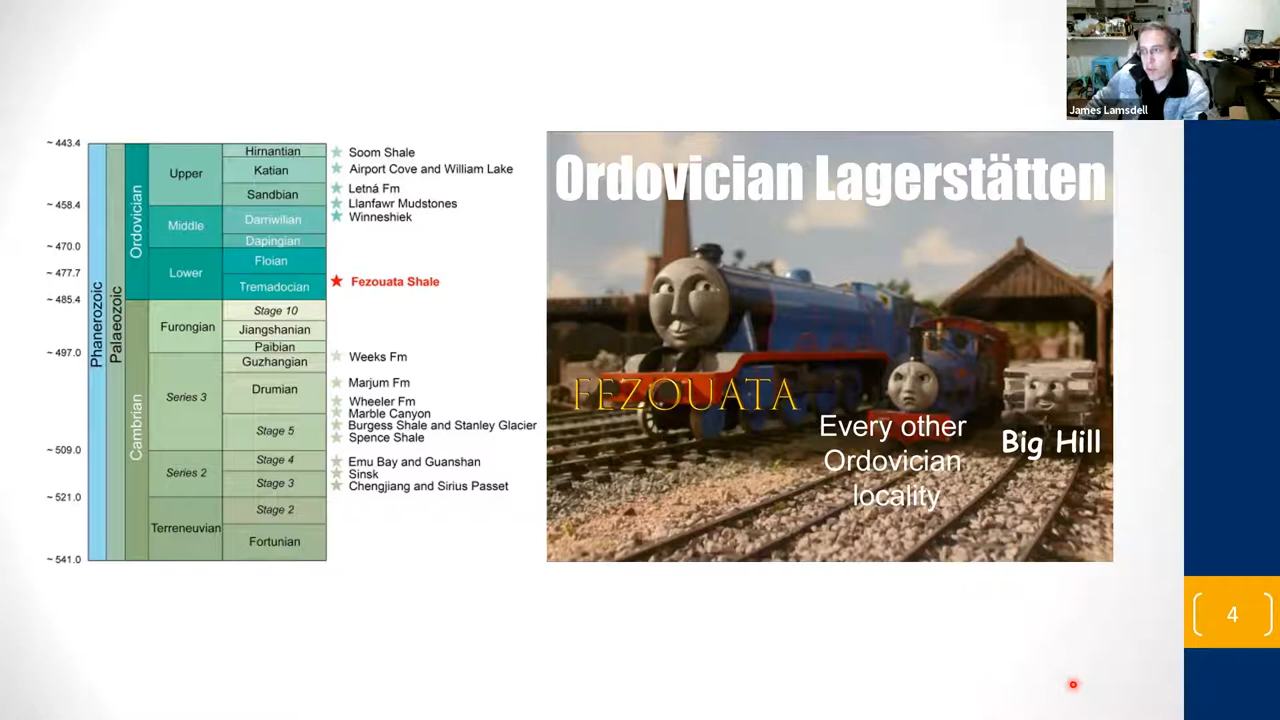 James Lamsdell
~ 443.4
~ 458.4
~ 470.0
~ 477.7
~ 485.4
~ 497.0
~ 509.0
~ 521.0
~ 541.0
Phanerozoic
Palaeozoic
Ordovician
Cambrian
Upper
Middle
Lower
Furongian
Series 3
Series 2
Terreneuvian
Hirnantian
Katian
Sandbian
Darriwilian
Dapingian
Floian
Tremadocian
Stage 10
Jiangshanian
Paibian
Guzhangian
Drumian
Stage 5
Stage 4
Stage 3
Stage 2
Fortunian
Soom Shale
Airport Cove and William Lake
Letná Fm
Llanfawr Mudstones
Winneshiek
Fezouata Shale
Weeks Fm
Marjum Fm
Wheeler Fm
Marble Canyon
Burgess Shale and Stanley Glacier
Spence Shale
Emu Bay and Guanshan
Sinsk
Chengjiang and Sirius Passet
Ordovician Lagerstätten
FEZOUATA
Every other
Ordovician
locality
Big Hill
4